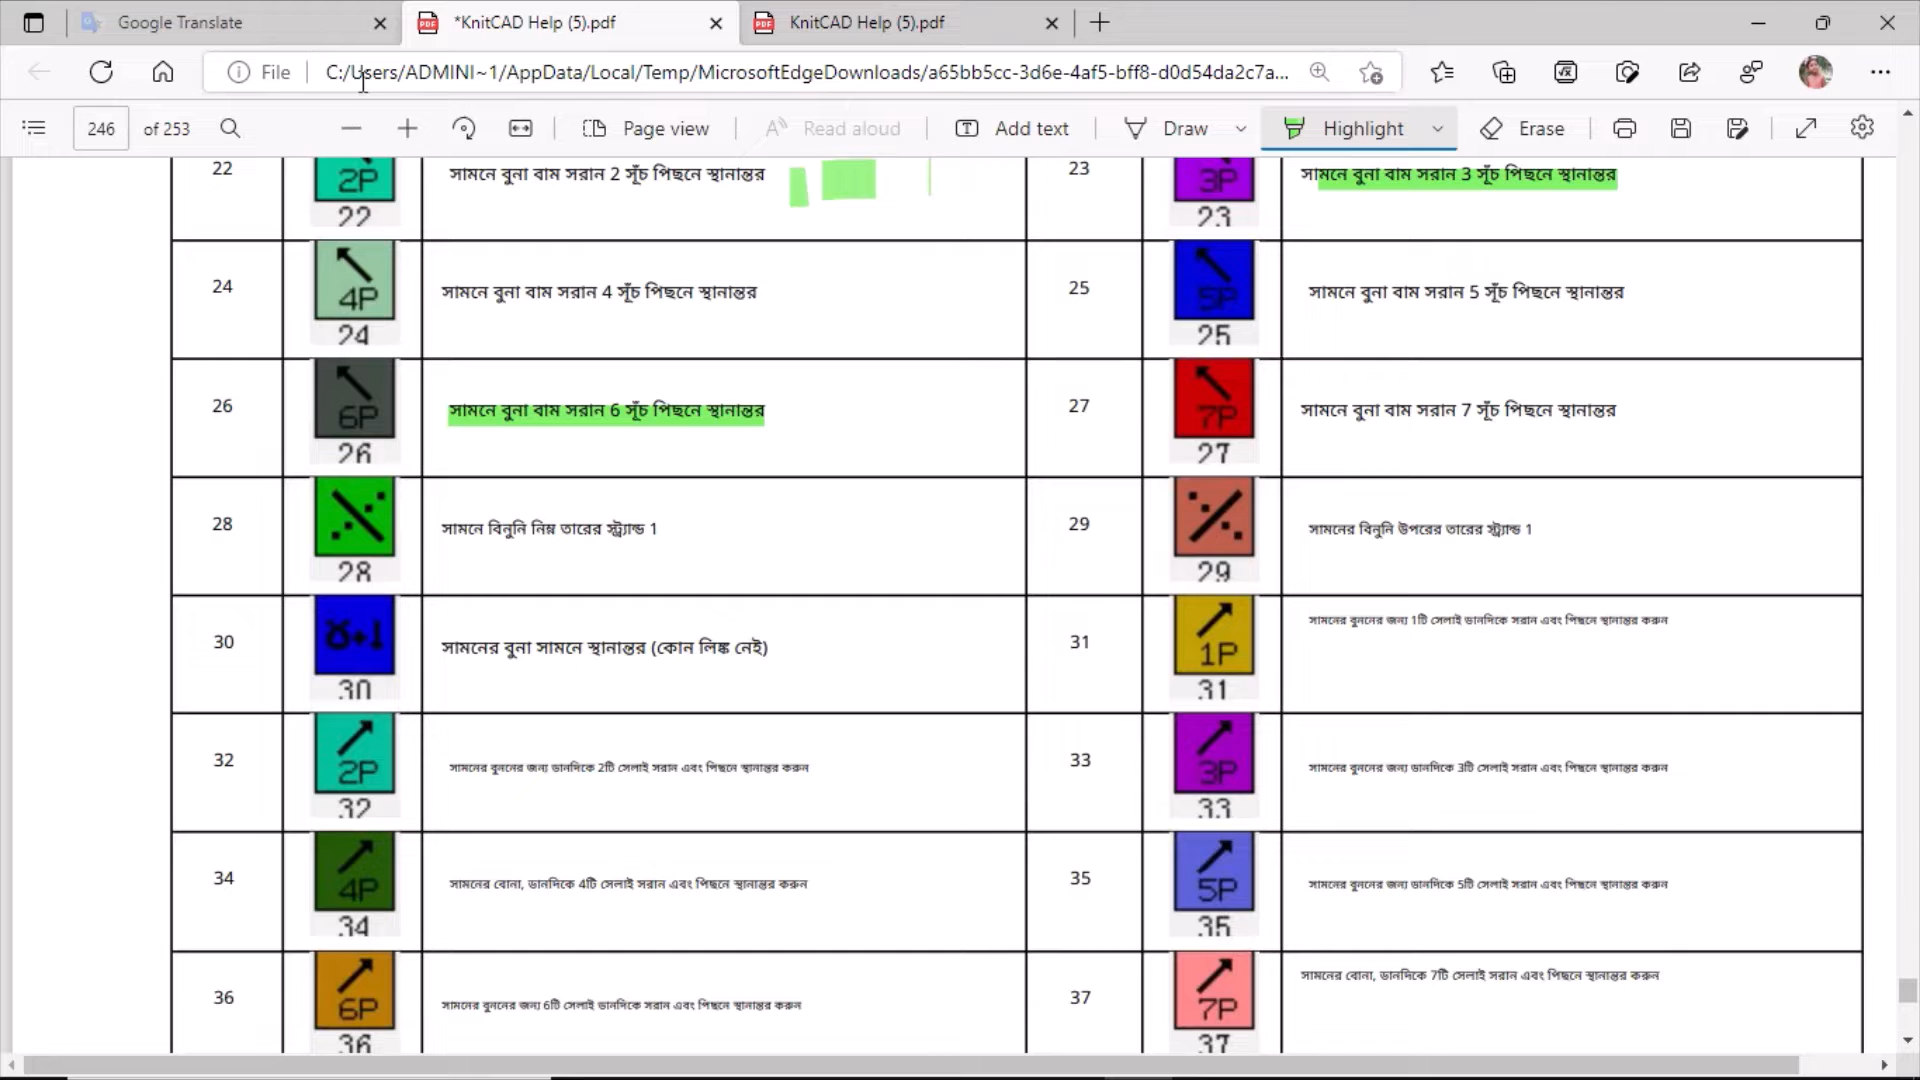 Google Translate
*KnitCAD Help (5).pdf
KnitCAD Help (5).pdf
File
C:/Users/ADMINI~1/AppData/Local/Temp/MicrosoftEdgeDownloads/a65bb5cc-3d6e-4af5-bff8-d0d54da2c7a...
246 of 253
Page view
Read aloud
Add text
Draw
Highlight
Erase
22
2P
22
সামনে বুনা বাম সরান 2 সূঁচ পিছনে স্থানান্তর
23
3P
23
সামনে বুনা বাম সরান 3 সূঁচ পিছনে স্থানান্তর
24
4P
24
সামনে বুনা বাম সরান 4 সূঁচ পিছনে স্থানান্তর
25
5P
25
সামনে বুনা বাম সরান 5 সূঁচ পিছনে স্থানান্তর
26
6P
26
সামনে বুনা বাম সরান 6 সূঁচ পিছনে স্থানান্তর
27
7P
27
সামনে বুনা বাম সরান 7 সূঁচ পিছনে স্থানান্তর
28
28
সামনে বিনুনি নিম্ন তারের স্ট্র্যান্ড 1
29
29
সামনের বিনুনি উপরের তারের স্ট্র্যান্ড 1
30
30
সামনের বুনা সামনে স্থানান্তর (কোন লিঙ্ক নেই)
31
1P
31
সামনের বুননের জন্য 1টি সেলাই ডানদিকে সরান এবং পিছনে স্থানান্তর করুন
32
2P
32
সামনের বুননের জন্য ডানদিকে 2টি সেলাই সরান এবং পিছনে স্থানান্তর করুন
33
3P
33
সামনের বুননের জন্য ডানদিকে 3টি সেলাই সরান এবং পিছনে স্থানান্তর করুন
34
4P
34
সামনের বোনা, ডানদিকে 4টি সেলাই সরান এবং পিছনে স্থানান্তর করুন
35
5P
35
সামনের বুননের জন্য ডানদিকে 5টি সেলাই সরান এবং পিছনে স্থানান্তর করুন
36
6P
36
সামনের বুননের জন্য 6টি সেলাই ডানদিকে সরান এবং পিছনে স্থানান্তর করুন
37
7P
37
সামনের বোনা, ডানদিকে 7টি সেলাই সরান এবং পিছনে স্থানান্তর করুন